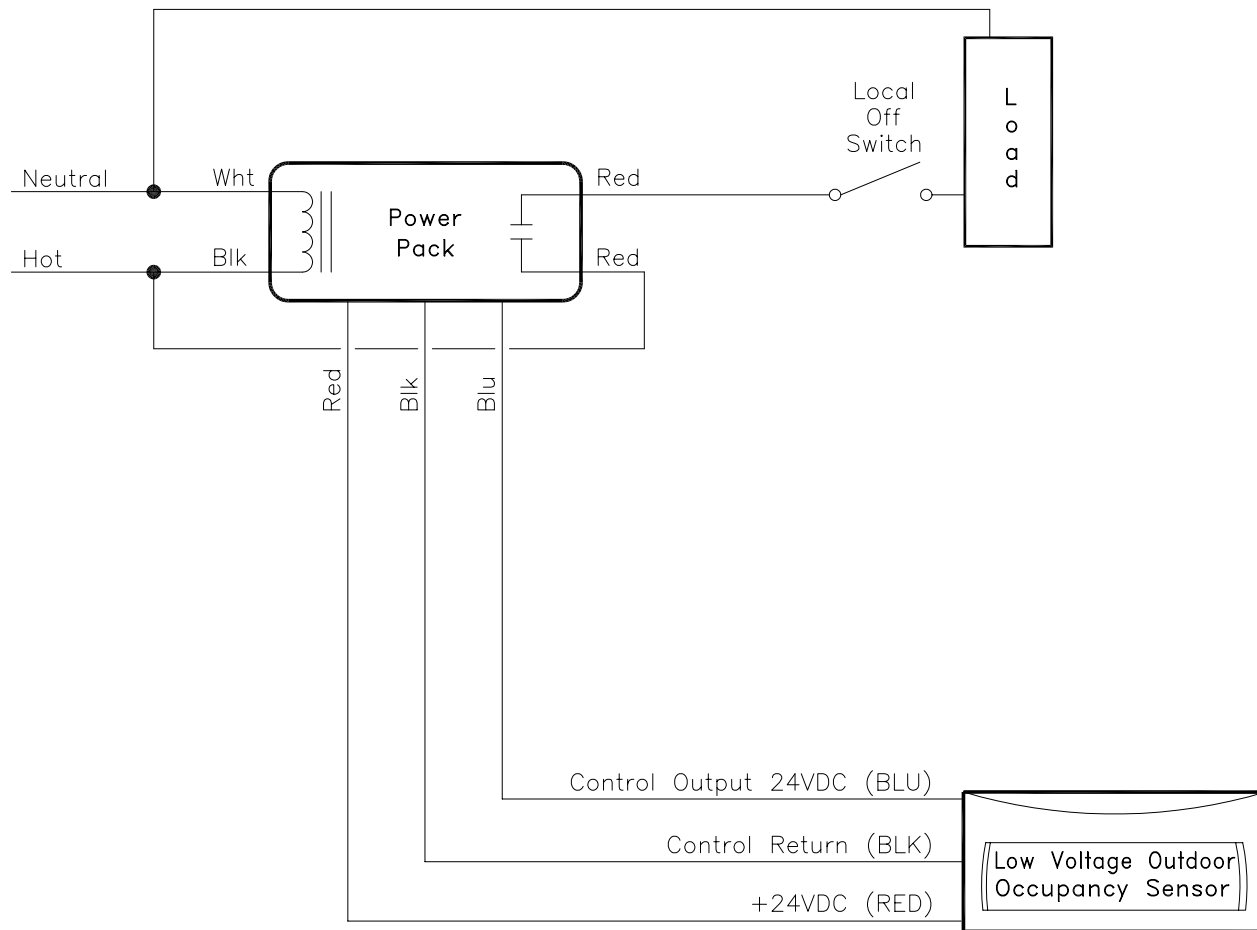 Local
Off
Switch
Load
Neutral
Wht
Power
Pack
Red
Hot
Blk
Red
Red
Blk
Blu
Control Output 24VDC (BLU)
Control Return (BLK)
+24VDC (RED)
Low Voltage Outdoor
Occupancy Sensor